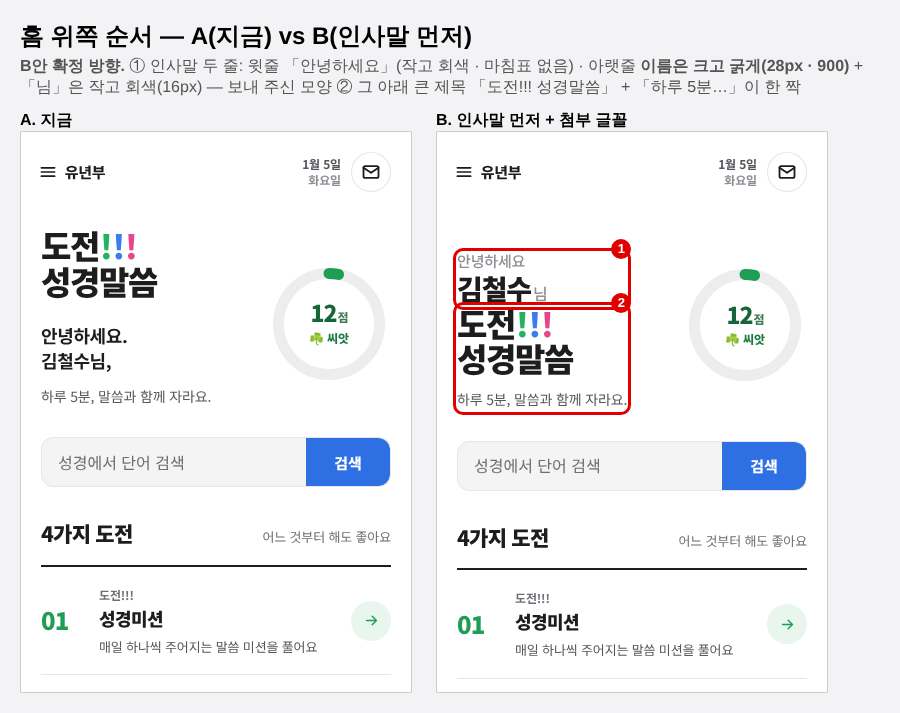 홈 위쪽 순서 — A(지금) vs B(인사말 먼저)
B안 확정 방향. ① 인사말 두 줄: 윗줄 「안녕하세요」(작고 회색 · 마침표 없음) · 아랫줄 이름은 크고 굵게(28px · 900) +
「님」은 작고 회색(16px) — 보내 주신 모양 ② 그 아래 큰 제목 「도전!!! 성경말씀」 + 「하루 5분…」이 한 짝
A. 지금
유년부
1월 5일
화요일
도전!!!
성경말씀
안녕하세요.
김철수님,
하루 5분, 말씀과 함께 자라요.
12점
씨앗
성경에서 단어 검색
검색
4가지 도전
어느 것부터 해도 좋아요
01
도전!!!
성경미션
매일 하나씩 주어지는 말씀 미션을 풀어요
→
B. 인사말 먼저 + 첨부 글꼴
유년부
1월 5일
화요일
1
안녕하세요
김철수님
2
도전!!!
성경말씀
하루 5분, 말씀과 함께 자라요.
12점
씨앗
성경에서 단어 검색
검색
4가지 도전
어느 것부터 해도 좋아요
01
도전!!!
성경미션
매일 하나씩 주어지는 말씀 미션을 풀어요
→